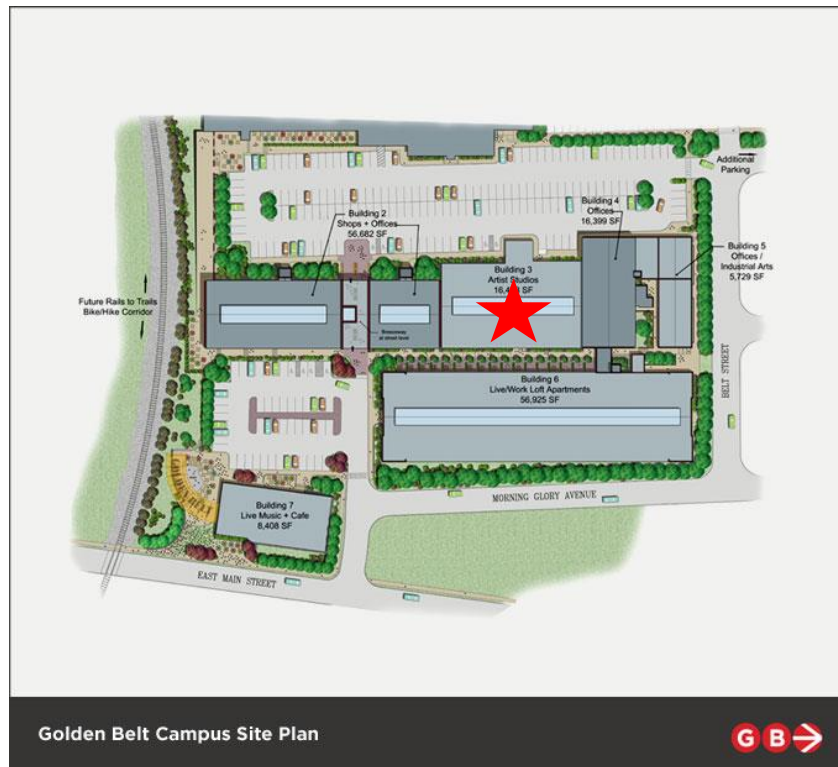 Additional
Parking
Building 4
Offices
16,399 SF
Building 2
Shops + Offices
56,682 SF
Building 5
Offices /
Industrial Arts
5,729 SF
Building 3
Artist Studios
Future Rails to Trails
Bike/Hike Corridor
Breezeway
at street level
BELT STREET
Building 6
Live/Work Loft Apartments
56,925 SF
GOLDEN BELT
MORNING GLORY AVENUE
Building 7
Live Music + Cafe
8,408 SF
EAST MAIN STREET
Golden Belt Campus Site Plan
G B